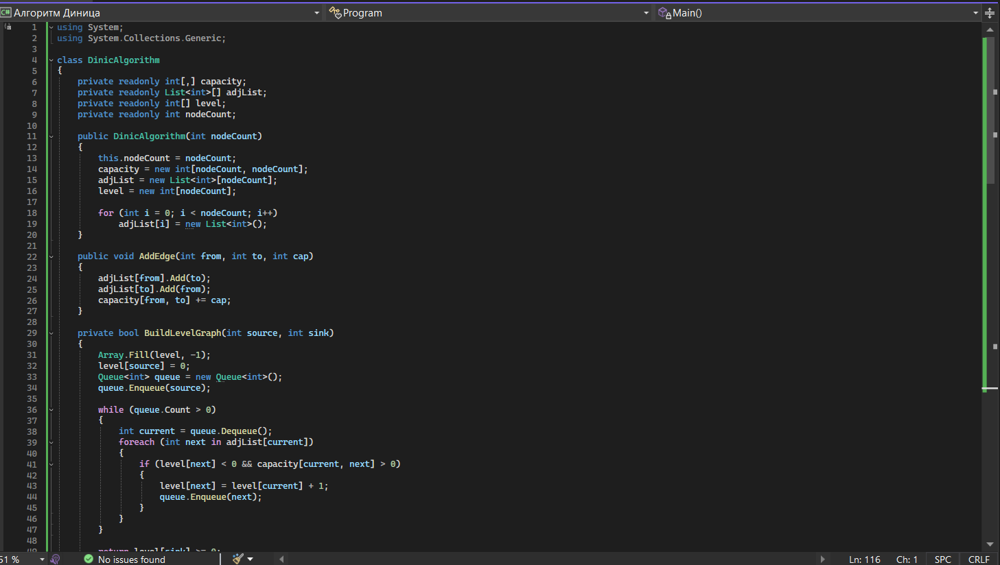 C# Алгоритм Диница Program Main()
1 using System;
2 using System.Collections.Generic;
3
4 class DinicAlgorithm
5 {
6 private readonly int[,] capacity;
7 private readonly List<int>[] adjList;
8 private readonly int[] level;
9 private readonly int nodeCount;
10
11 public DinicAlgorithm(int nodeCount)
12 {
13 this.nodeCount = nodeCount;
14 capacity = new int[nodeCount, nodeCount];
15 adjList = new List<int>[nodeCount];
16 level = new int[nodeCount];
17
18 for (int i = 0; i < nodeCount; i++)
19 adjList[i] = new List<int>();
20 }
21
22 public void AddEdge(int from, int to, int cap)
23 {
24 adjList[from].Add(to);
25 adjList[to].Add(from);
26 capacity[from, to] += cap;
27 }
28
29 private bool BuildLevelGraph(int source, int sink)
30 {
31 Array.Fill(level, -1);
32 level[source] = 0;
33 Queue<int> queue = new Queue<int>();
34 queue.Enqueue(source);
35
36 while (queue.Count > 0)
37 {
38 int current = queue.Dequeue();
39 foreach (int next in adjList[current])
40 {
41 if (level[next] < 0 && capacity[current, next] > 0)
42 {
43 level[next] = level[current] + 1;
44 queue.Enqueue(next);
45 }
46 }
47 }
48
49 return level[sink] >= 0;
51 % No issues found Ln: 116 Ch: 1 SPC CRLF